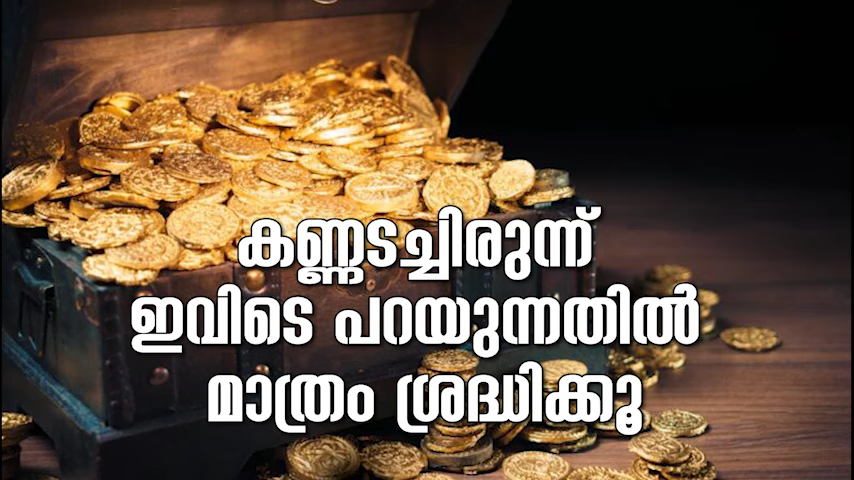 കണ്ണടച്ചിരുന്ന്
ഇവിടെ പറയുന്നതിൽ
മാത്രം ശ്രദ്ധിക്കൂ